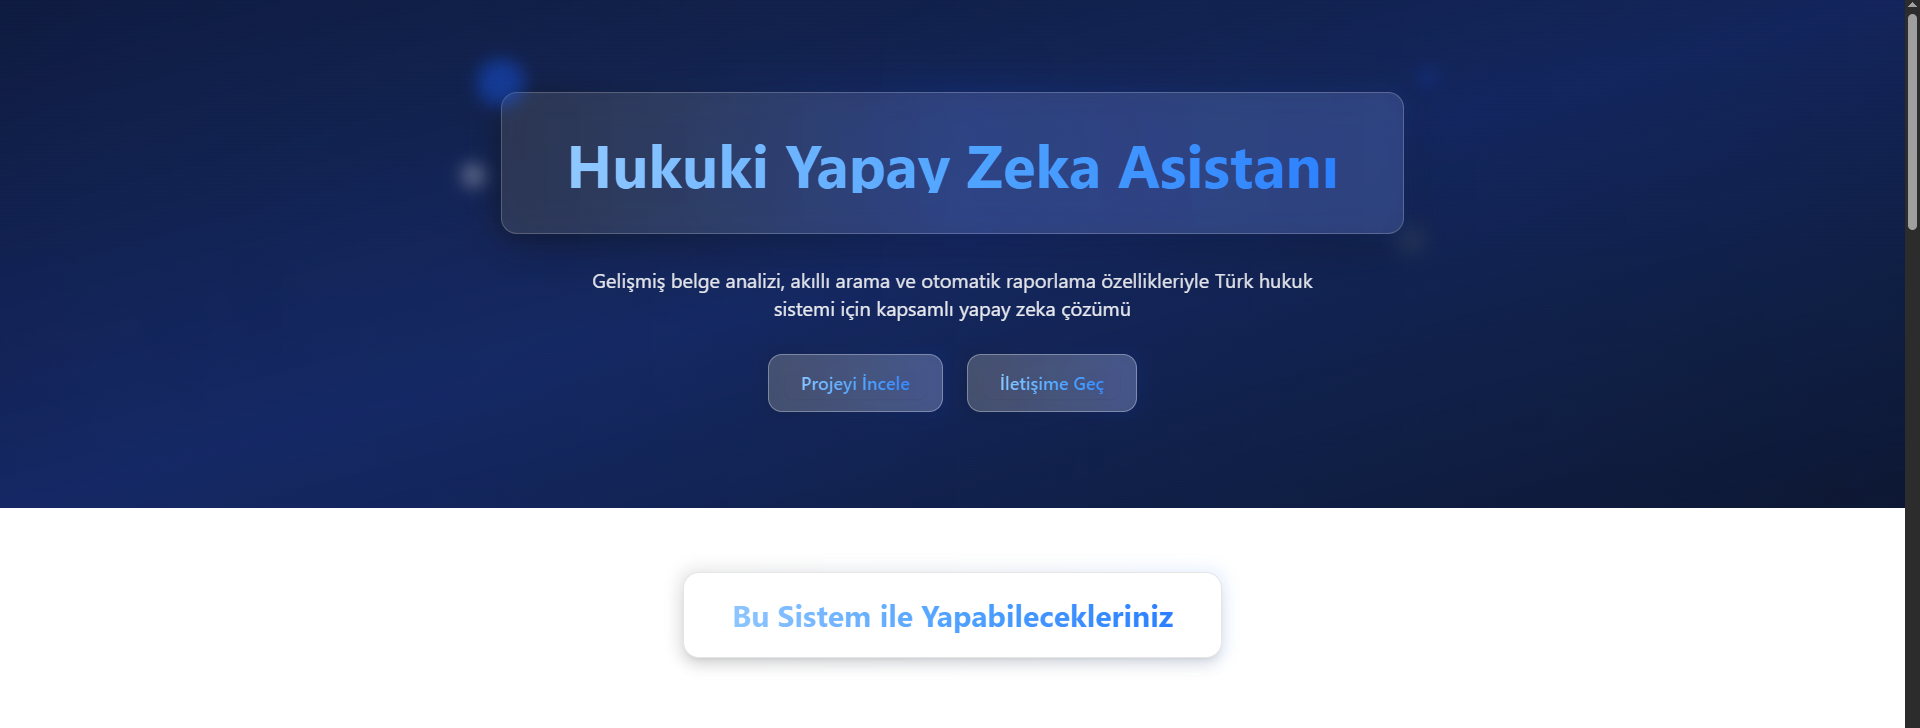 Hukuki Yapay Zeka Asistanı
Gelişmiş belge analizi, akıllı arama ve otomatik raporlama özellikleriyle Türk hukuk
sistemi için kapsamlı yapay zeka çözümü
Projeyi İncele
İletişime Geç
Bu Sistem ile Yapabilecekleriniz